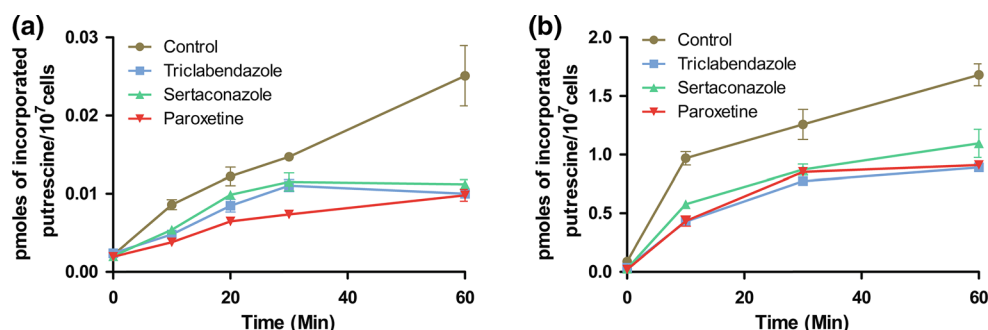 (a)
pmoles of incorporated
putrescine/10⁷cells
0.03
0.02
0.01
0.00
Control
Triclabendazole
Sertaconazole
Paroxetine
0 20 40 60
Time (Min)
(b)
pmoles of incorporated
putrescine/10⁷cells
2.0
1.5
1.0
0.5
0.0
Control
Triclabendazole
Sertaconazole
Paroxetine
0 20 40 60
Time (Min)